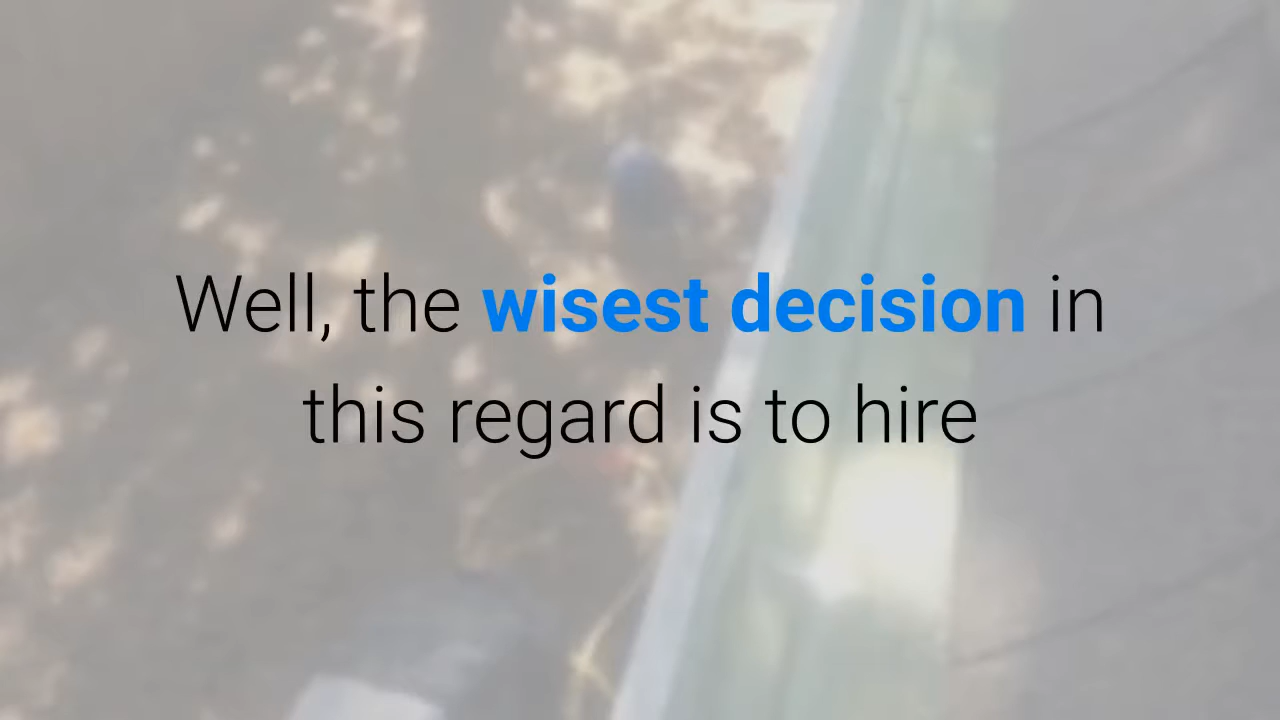 Well, the wisest decision in
this regard is to hire